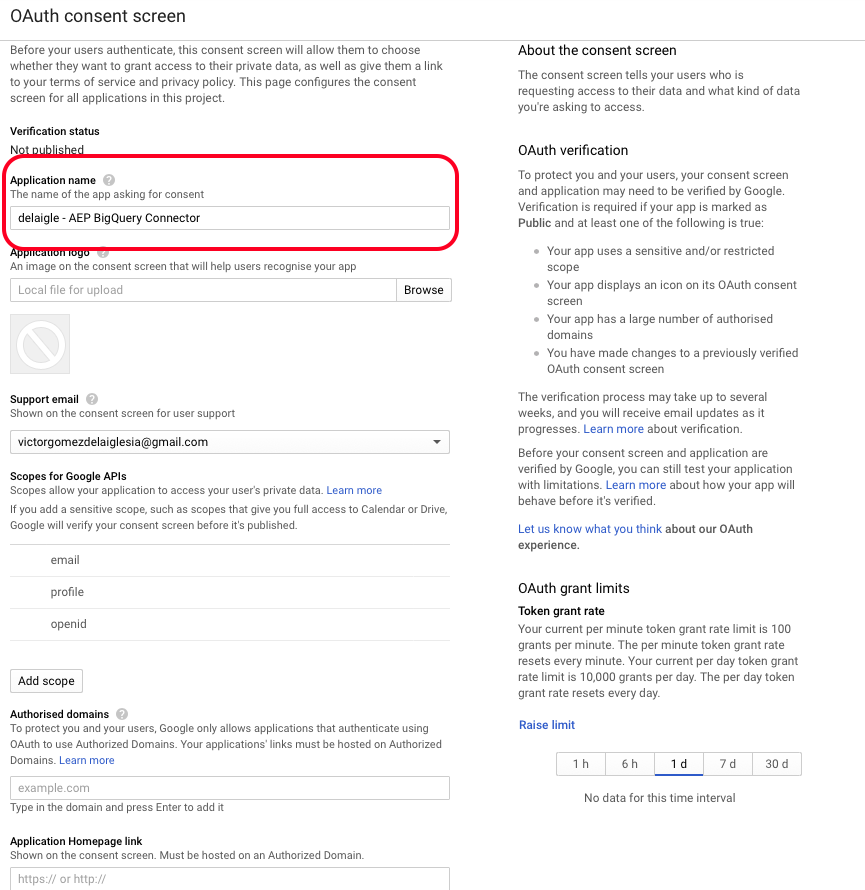 OAuth consent screen
Before your users authenticate, this consent screen will allow them to choose
whether they want to grant access to their private data, as well as give them a link
to your terms of service and privacy policy. This page configures the consent
screen for all applications in this project.
Verification status
Not published
Application name
The name of the app asking for consent
delaigle - AEP BigQuery Connector
Application logo
An image on the consent screen that will help users recognise your app
Local file for upload
Browse
Support email
Shown on the consent screen for user support
victorgomezdelaiglesia@gmail.com
Scopes for Google APIs
Scopes allow your application to access your user's private data. Learn more
If you add a sensitive scope, such as scopes that give you full access to Calendar or Drive,
Google will verify your consent screen before it's published.
email
profile
openid
Add scope
Authorised domains
To protect you and your users, Google only allows applications that authenticate using
OAuth to use Authorized Domains. Your applications' links must be hosted on Authorized
Domains. Learn more
example.com
Type in the domain and press Enter to add it
Application Homepage link
Shown on the consent screen. Must be hosted on an Authorized Domain.
https:// or http://
About the consent screen
The consent screen tells your users who is
requesting access to their data and what kind of data
you're asking to access.
OAuth verification
To protect you and your users, your consent screen
and application may need to be verified by Google.
Verification is required if your app is marked as
Public and at least one of the following is true:
Your app uses a sensitive and/or restricted
scope
Your app displays an icon on its OAuth consent
screen
Your app has a large number of authorised
domains
You have made changes to a previously verified
OAuth consent screen
The verification process may take up to several
weeks, and you will receive email updates as it
progresses. Learn more about verification.
Before your consent screen and application are
verified by Google, you can still test your application
with limitations. Learn more about how your app will
behave before it's verified.
Let us know what you think about our OAuth
experience.
OAuth grant limits
Token grant rate
Your current per minute token grant rate limit is 100
grants per minute. The per minute token grant rate
resets every minute. Your current per day token grant
rate limit is 10,000 grants per day. The per day token
grant rate resets every day.
Raise limit
1 h 6 h 1 d 7 d 30 d
No data for this time interval